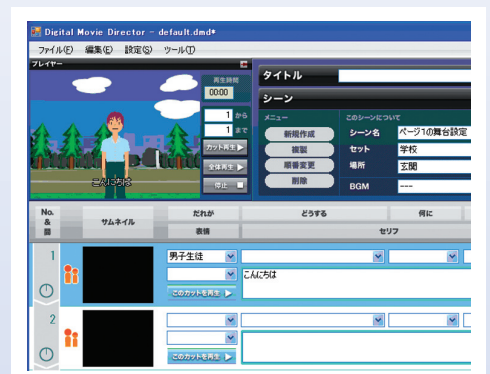 Digital Movie Director - default.dmd*
ファイル(F) 編集(E) 設定(S) ツール(T)
プレイヤー
再生時間
00:00
1 から
1 まで
カット再生 ▶
全体再生 ▶
停止 ■
こんにちは
タイトル
シーン
メニュー
新規作成
複製
順番変更
削除
このシーンについて
シーン名 ページ1の舞台設定
セット 学校
場所 玄関
BGM ---
No.
&
サムネイル
だれが どうする 何に
表情 セリフ
1
男子生徒
こんにちは
このカットを再生 ▶
2
このカットを再生 ▶